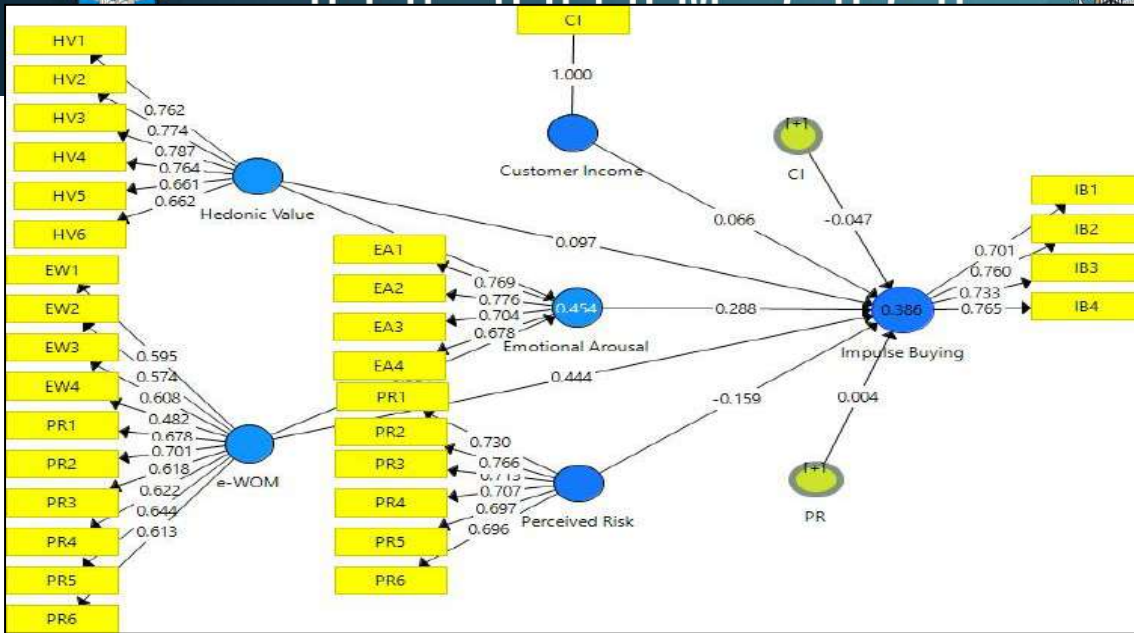 CI
1.000
Customer Income
HV1
HV2
HV3
HV4
HV5
HV6
0.762
0.774
0.787
0.764
0.661
0.662
Hedonic Value
EW1
EW2
EW3
EW4
PR1
PR2
PR3
PR4
PR5
PR6
0.595
0.574
0.608
0.482
0.678
0.701
0.618
0.622
0.644
0.613
e-WOM
EA1
EA2
EA3
EA4
0.769
0.776
0.704
0.678
0.454
Emotional Arousal
PR1
PR2
PR3
PR4
PR5
PR6
0.730
0.766
0.713
0.707
0.697
0.696
Perceived Risk
[+]
CI
[+]
PR
0.066
-0.047
0.097
0.288
0.444
-0.159
0.004
0.386
Impulse Buying
IB1
IB2
IB3
IB4
0.701
0.760
0.733
0.765